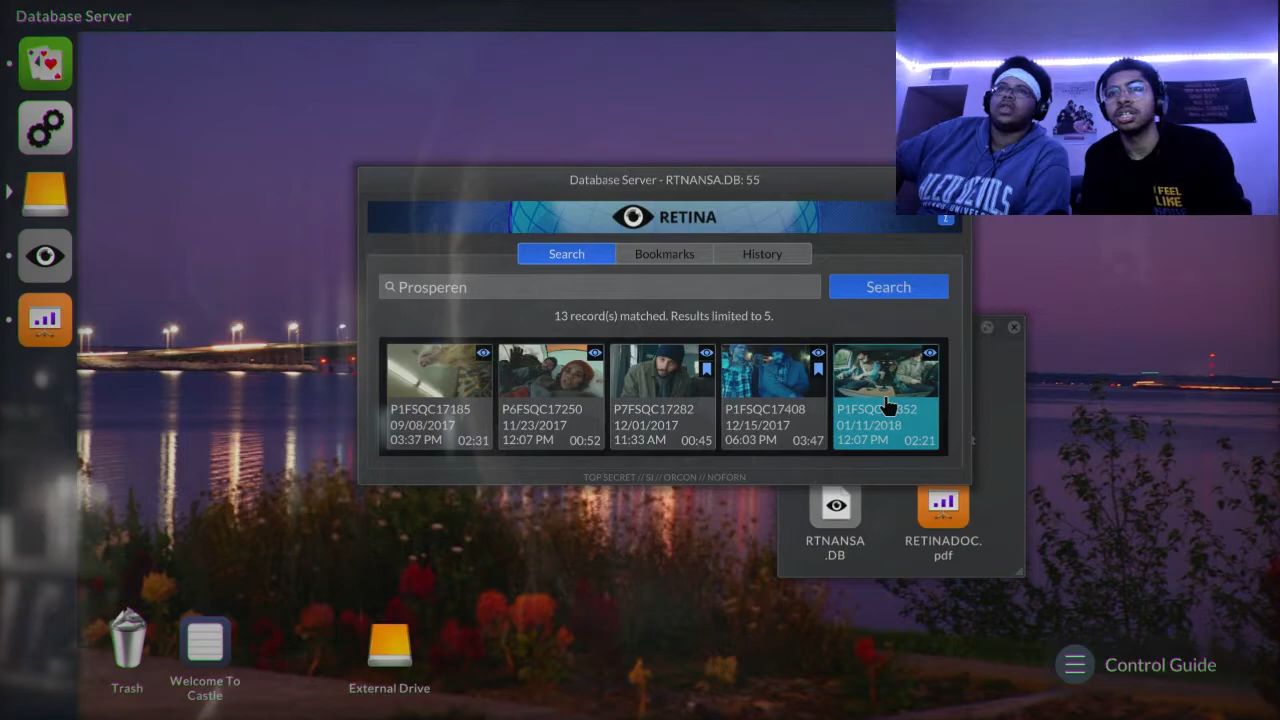 Database Server
Database Server - RTNANSA.DB: 55
RETINA
Search
Bookmarks
History
Prosperen
Search
13 record(s) matched. Results limited to 5.
P1FSQC17185
09/08/2017
03:37 PM
02:31
P6FSQC17250
11/23/2017
12:07 PM
00:52
P7FSQC17282
12/01/2017
11:33 AM
00:45
P1FSQC17408
12/15/2017
06:03 PM
03:47
01/11/2018
12:07 PM
02:21
TOP SECRET // SI // ORCON // NOFORN
RTNANSA
.DB
RETINADOC.
pdf
Trash
Welcome To
Castle
External Drive
Control Guide
I FEEL
LIKE